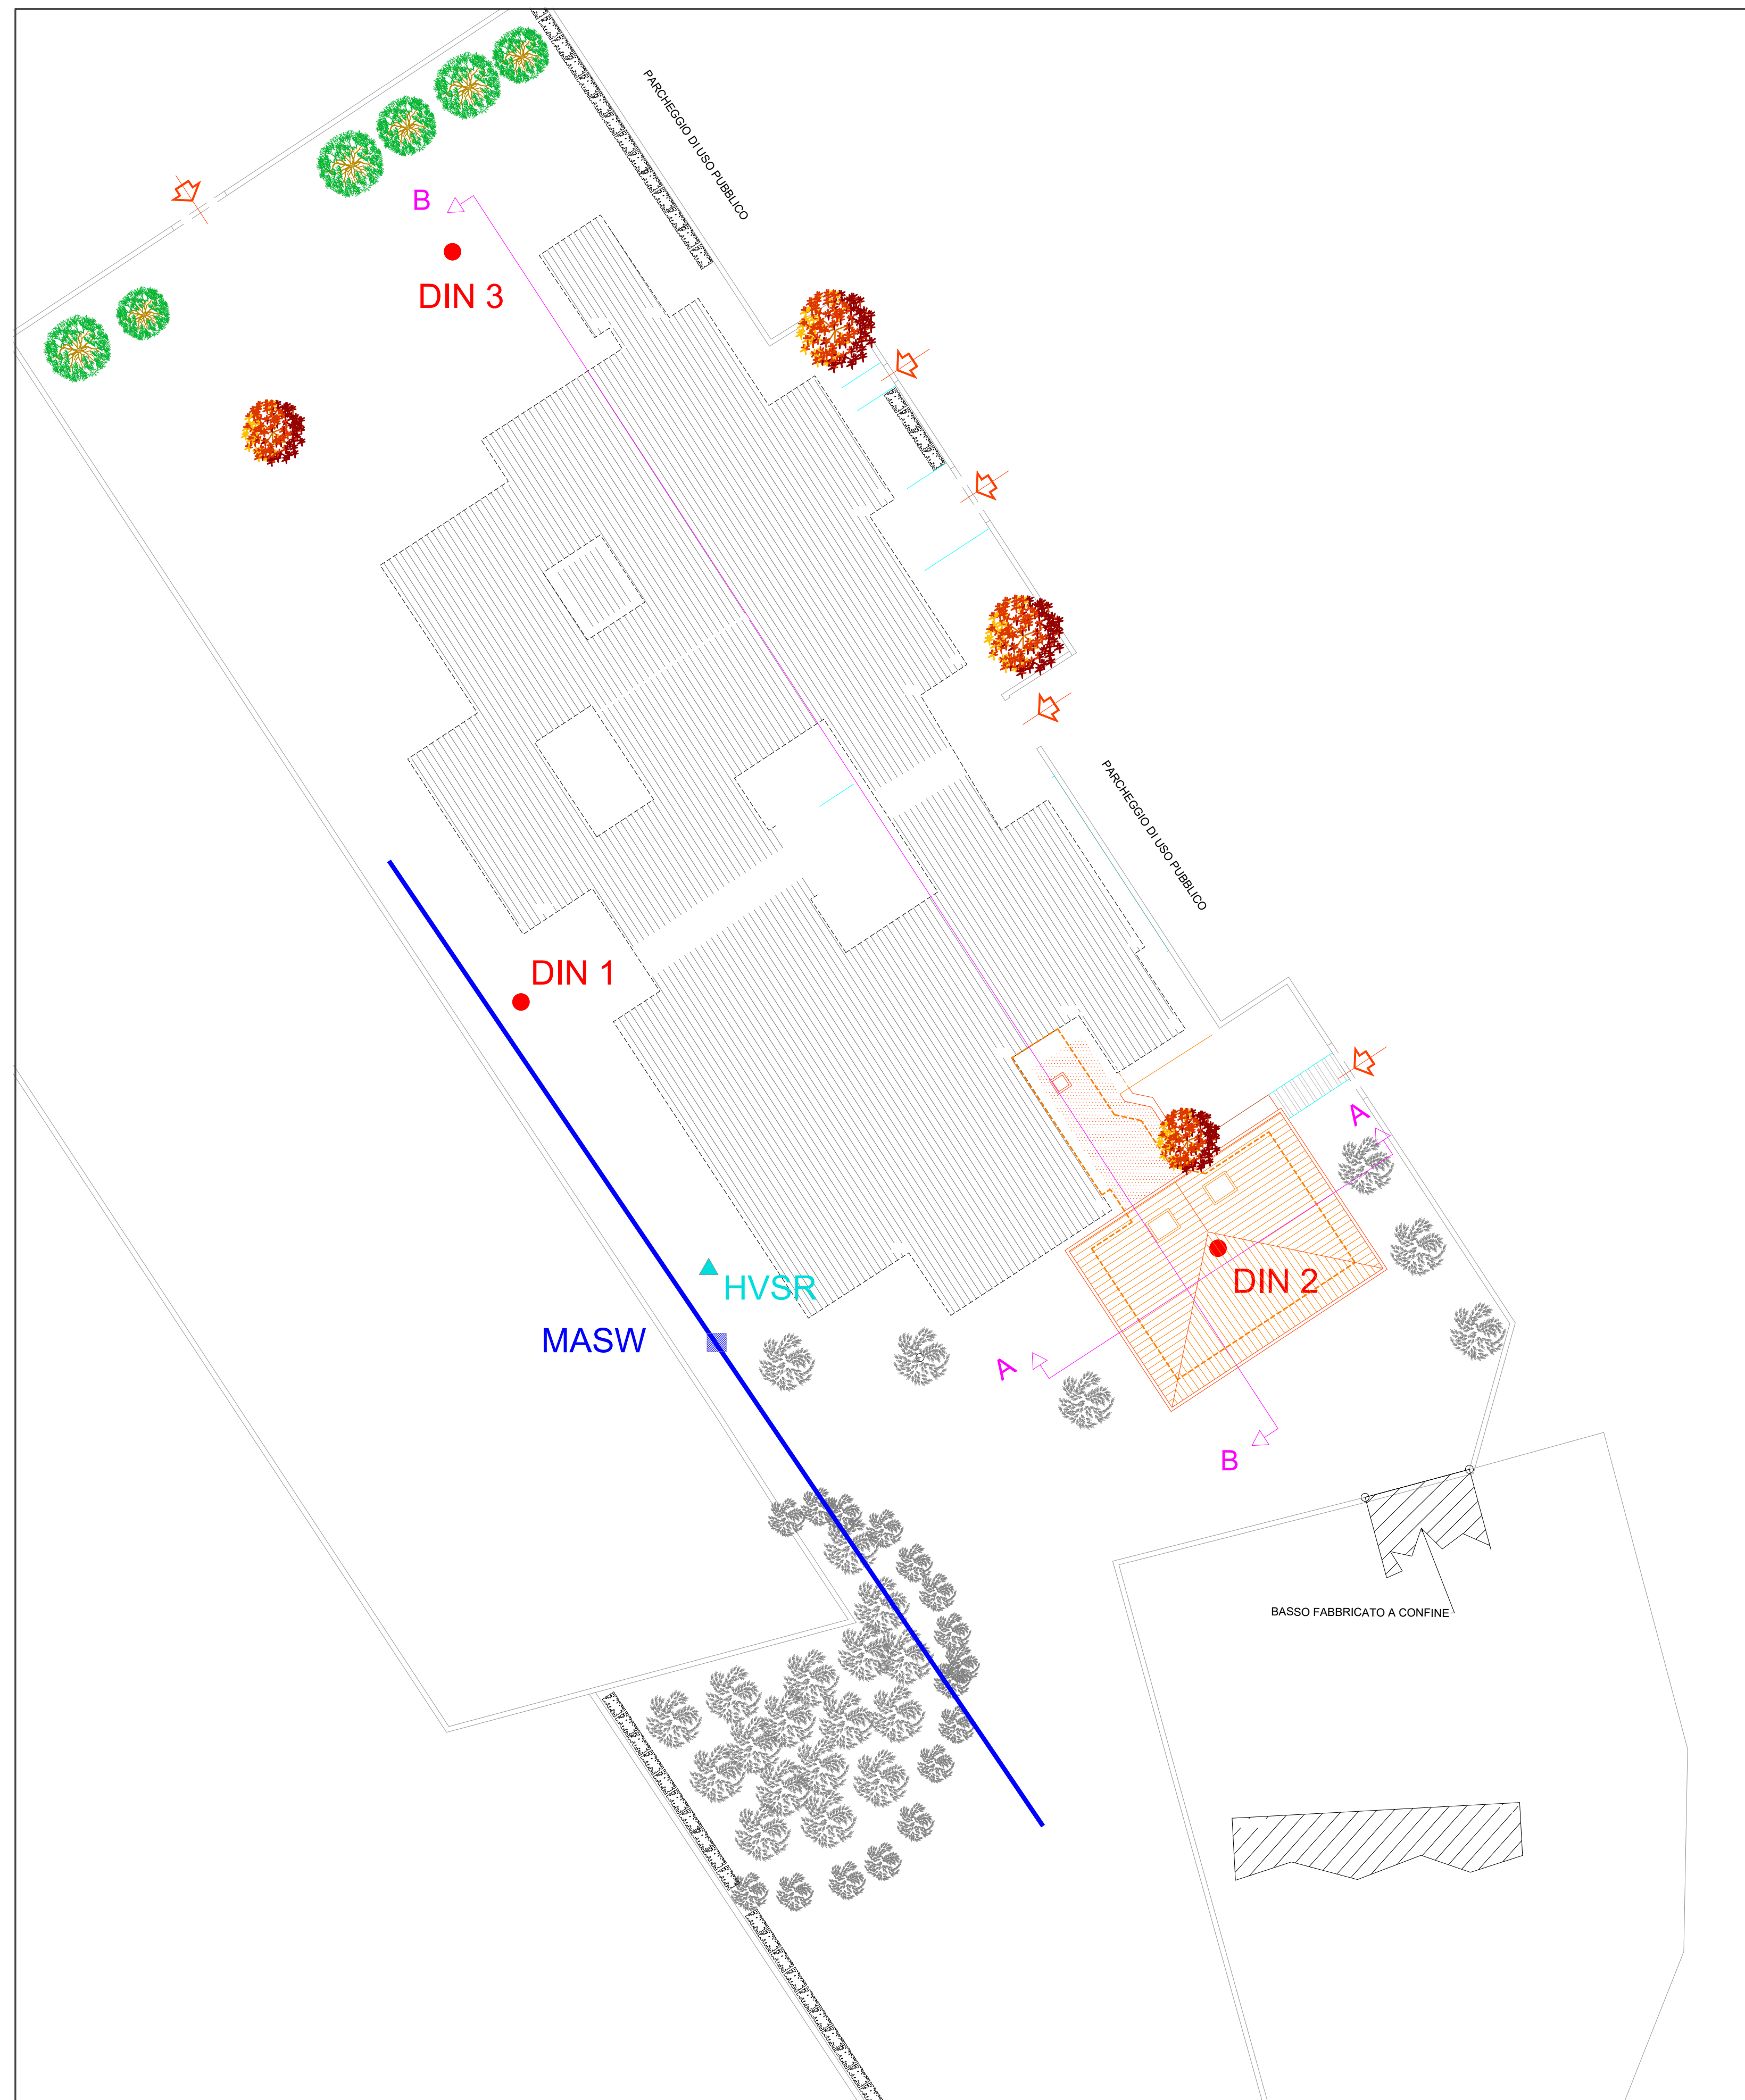 PARCHEGGIO DI USO PUBBLICO
B
DIN 3
PARCHEGGIO DI USO PUBBLICO
DIN 1
A
HVSR
DIN 2
MASW
A
B
BASSO FABBRICATO A CONFINE